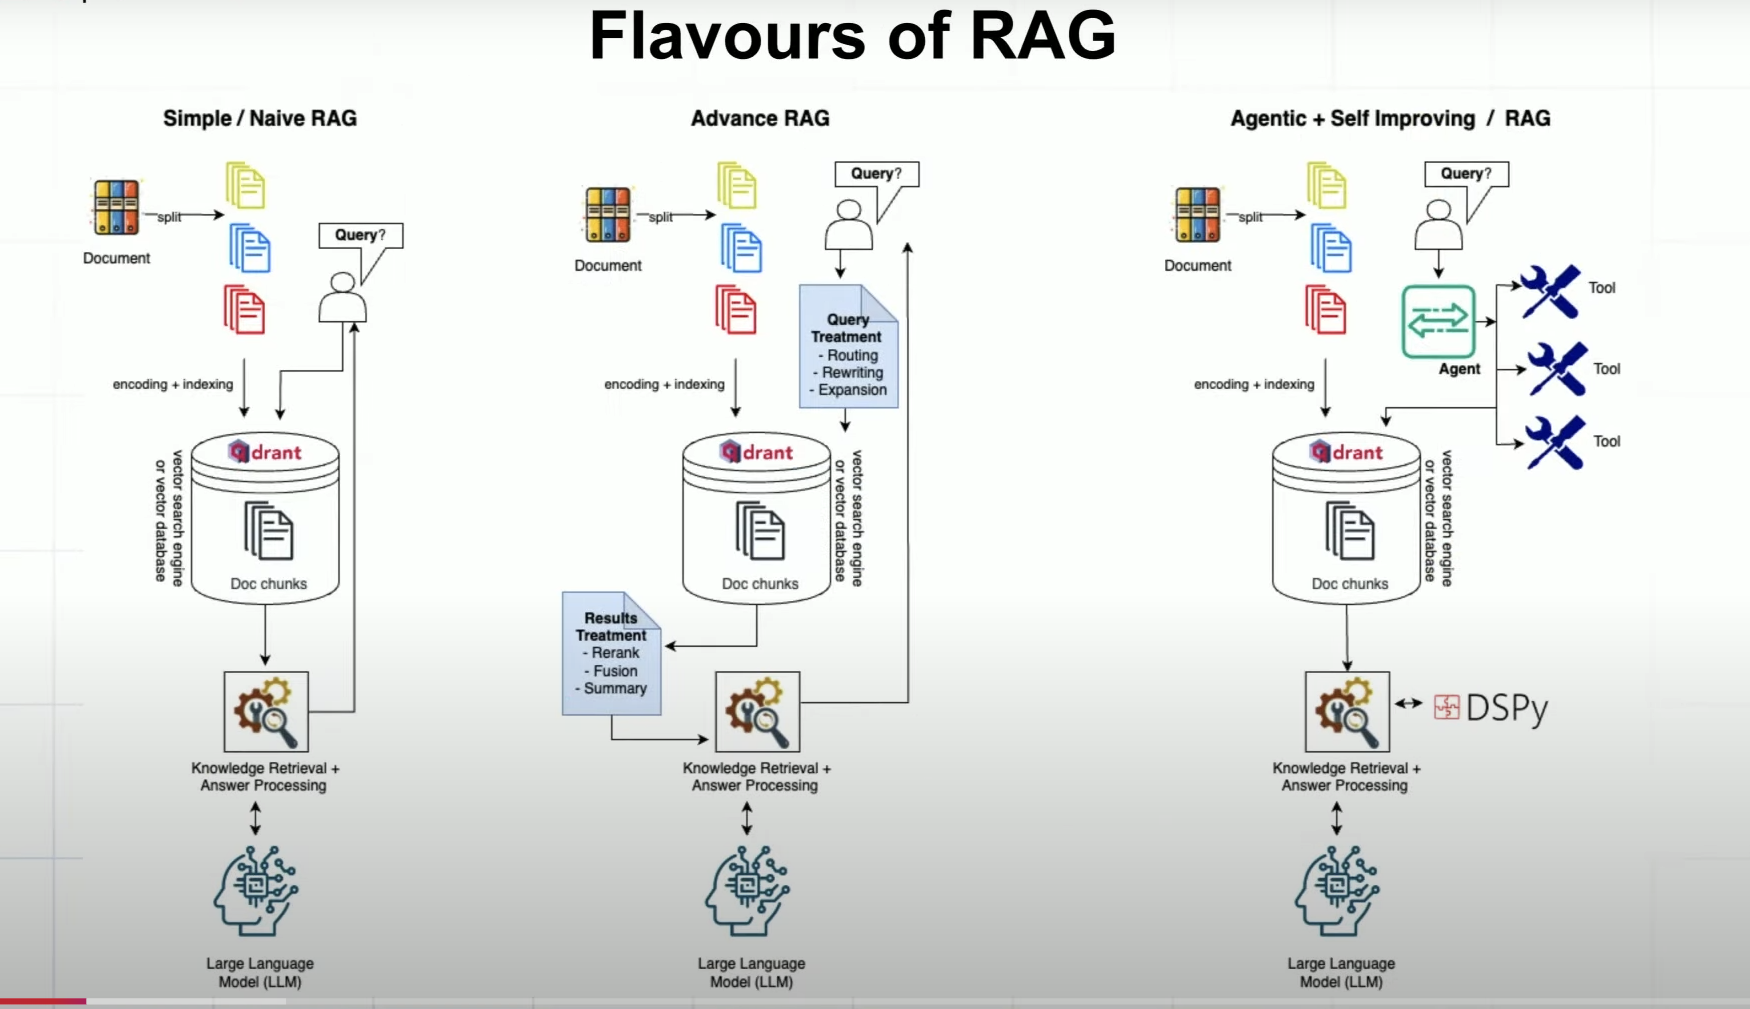 Flavours of RAG
Simple / Naive RAG
Document
split
Query?
encoding + indexing
qdrant
vector search engine
or vector database
Doc chunks
Knowledge Retrieval +
Answer Processing
Large Language
Model (LLM)
Advance RAG
Document
split
Query?
Query
Treatment
- Routing
- Rewriting
- Expansion
encoding + indexing
qdrant
vector search engine
or vector database
Doc chunks
Results
Treatment
- Rerank
- Fusion
- Summary
Knowledge Retrieval +
Answer Processing
Large Language
Model (LLM)
Agentic + Self Improving / RAG
Document
split
Query?
Agent
Tool
Tool
Tool
encoding + indexing
qdrant
vector search engine
or vector database
Doc chunks
DSPy
Knowledge Retrieval +
Answer Processing
Large Language
Model (LLM)